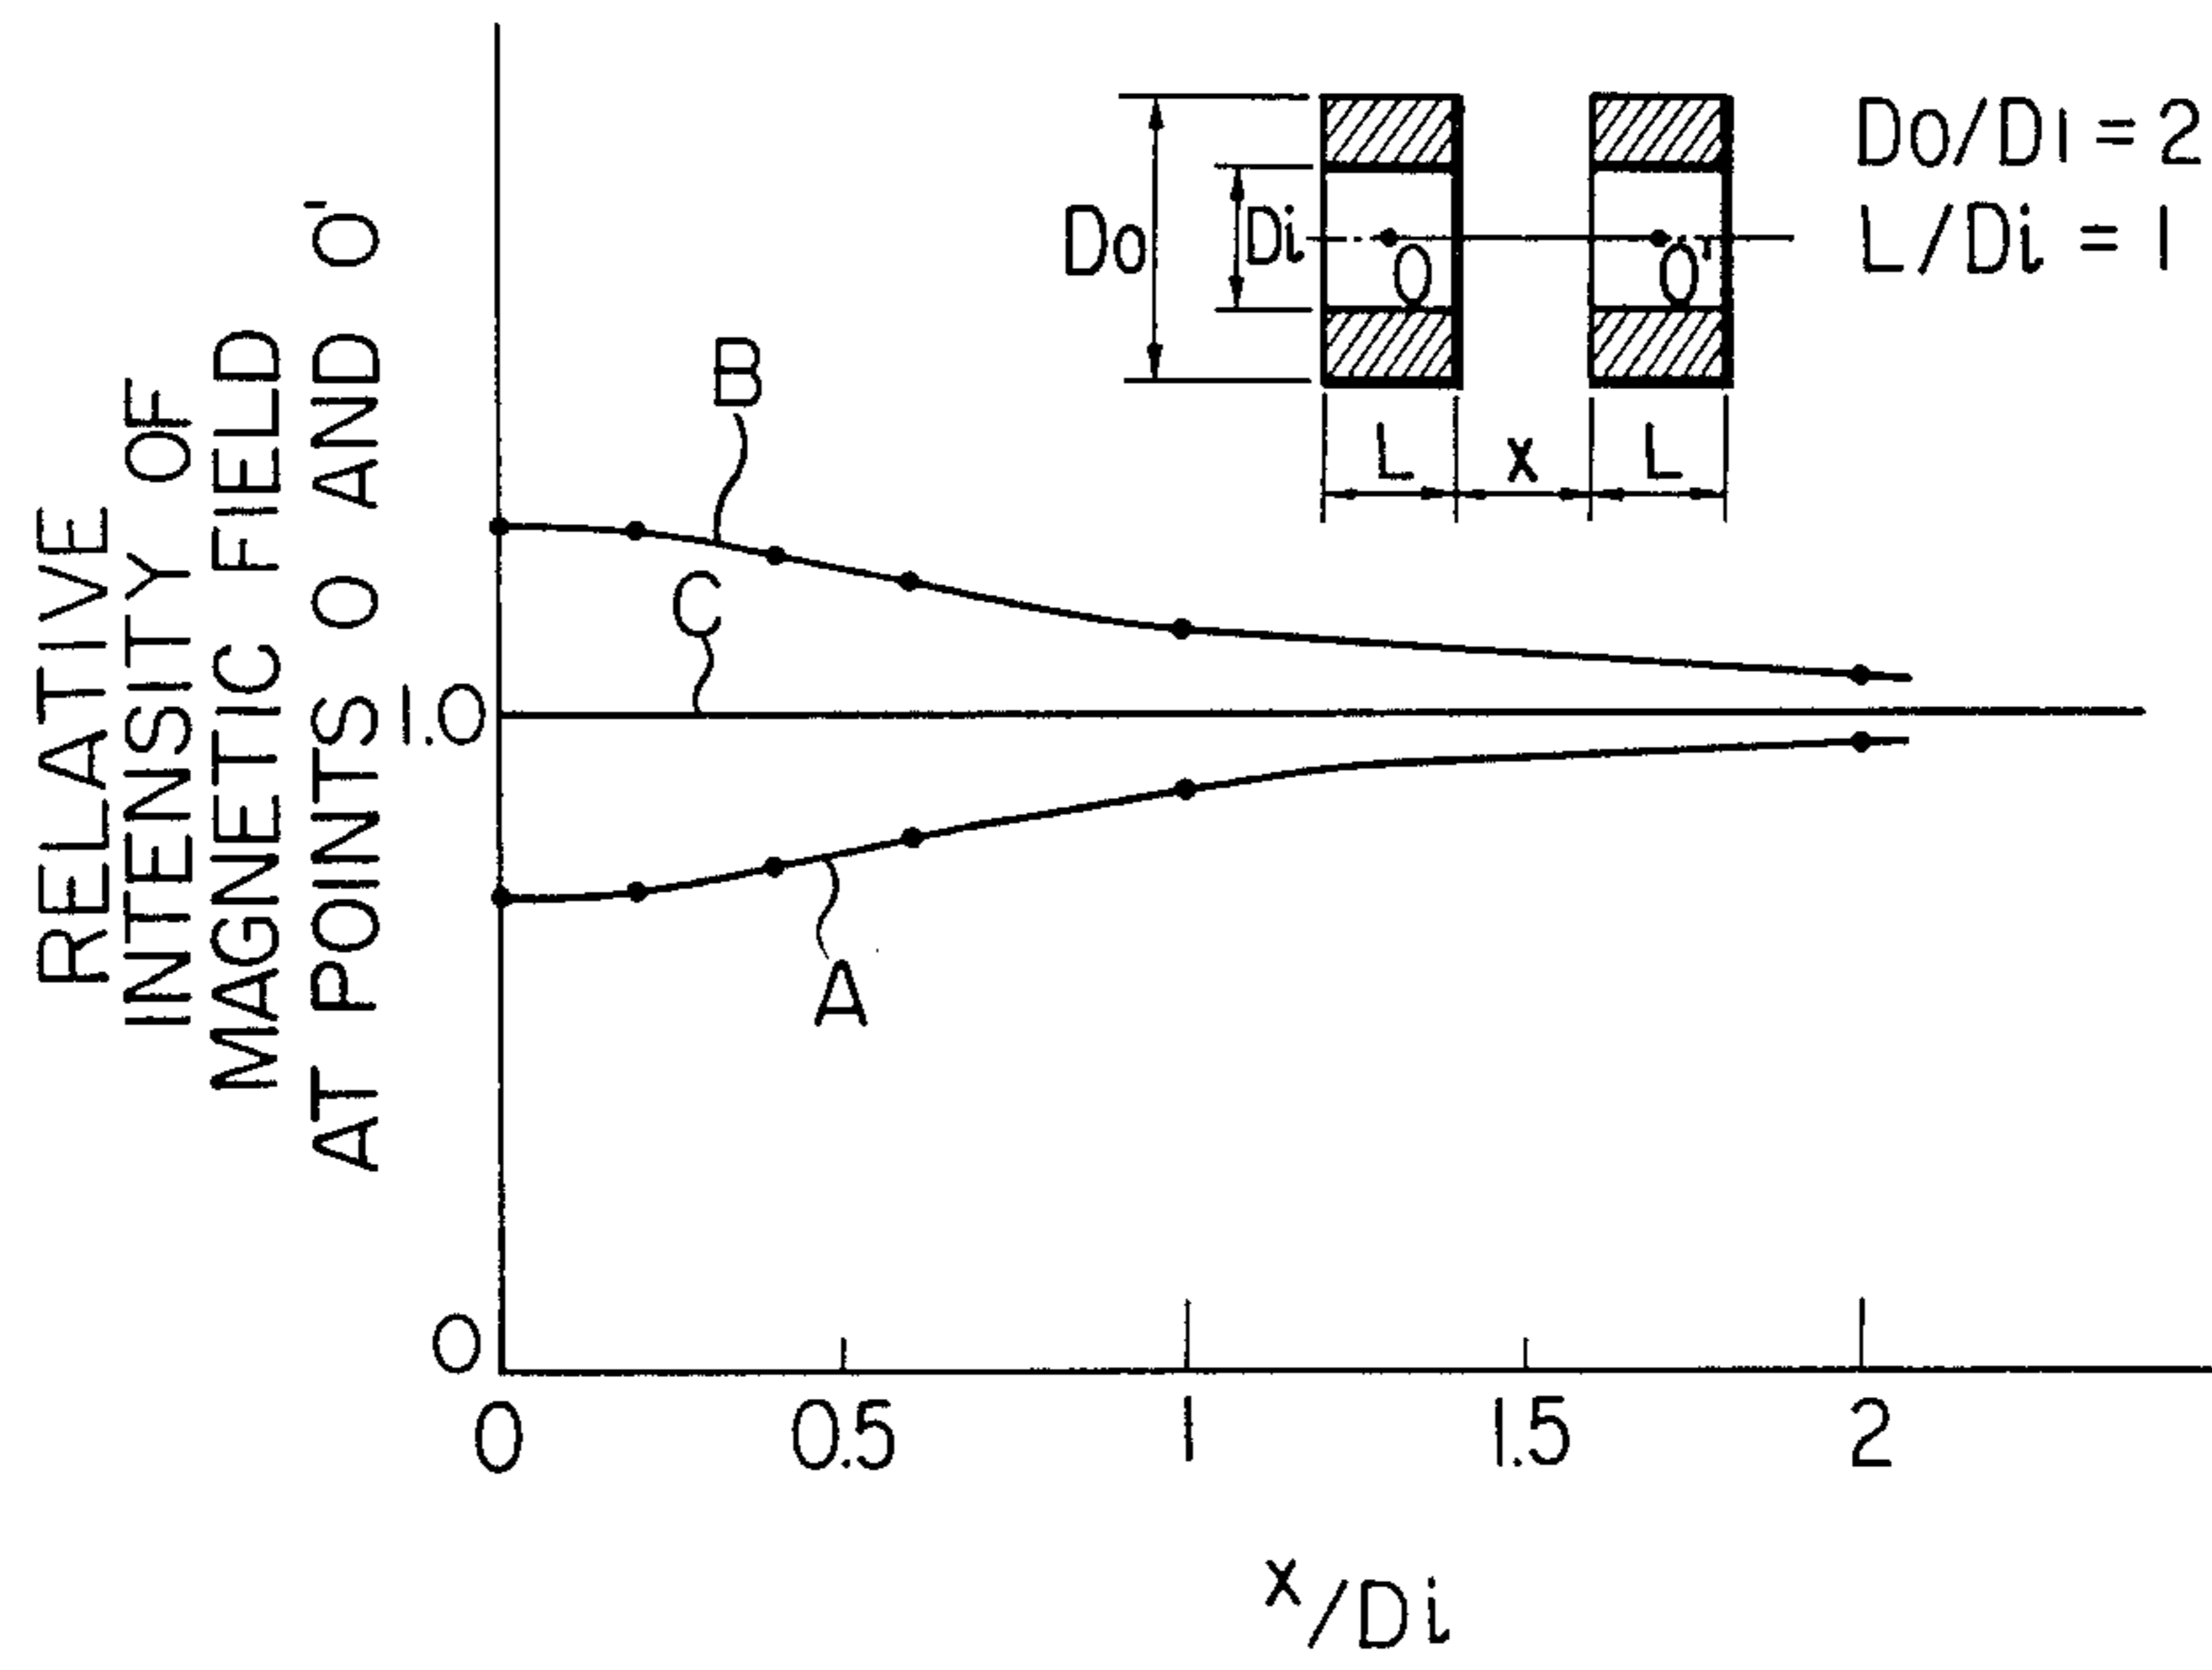 RELATIVE
INTENSITY OF
MAGNETIC FIELD
AT POINTS O AND O'
Do/Di = 2
L/Di = 1
Do
Di
O
O'
L
x
L
B
C
1.0
A
0
0
0.5
1
1.5
2
x/Di